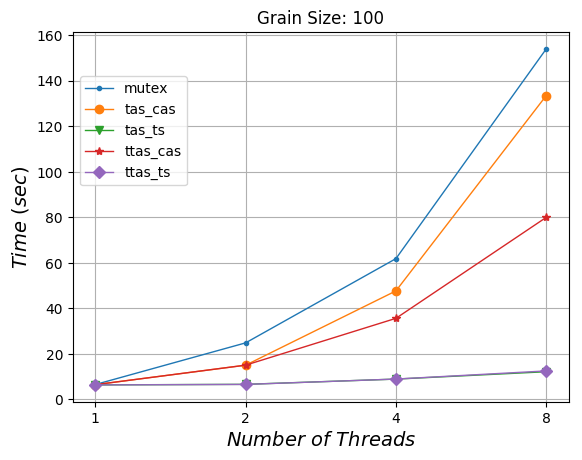 Grain Size: 100
160
140
120
100
80
60
40
20
0
Time (sec)
mutex
tas_cas
tas_ts
ttas_cas
ttas_ts
1 2 4 8
Number of Threads